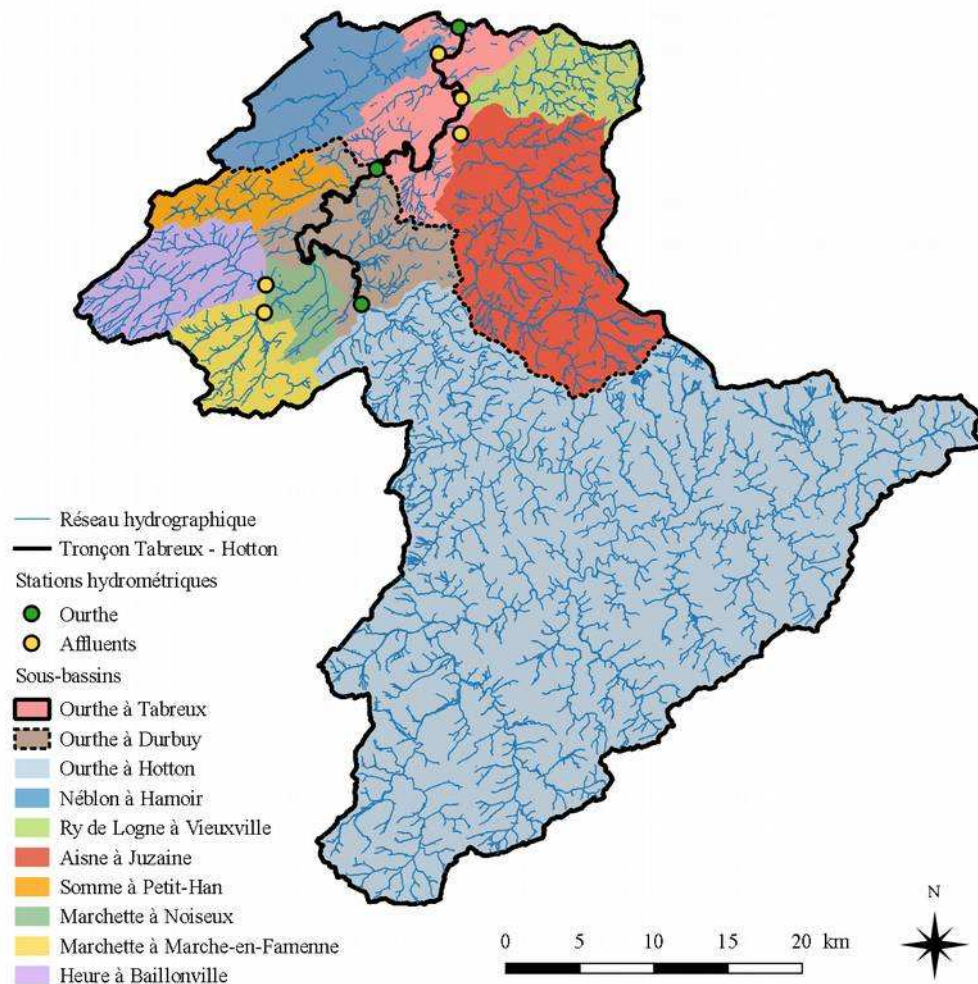 Réseau hydrographique
Tronçon Tabreux - Hotton
Stations hydrométriques
Ourthe
Affluents
Sous-bassins
Ourthe à Tabreux
Ourthe à Durbuy
Ourthe à Hotton
Néblon à Hamoir
Ry de Logne à Vieuxville
Aisne à Juzaine
Somme à Petit-Han
Marchette à Noiseux
Marchette à Marche-en-Famenne
Heure à Baillonville
0 5 10 15 20 km
N